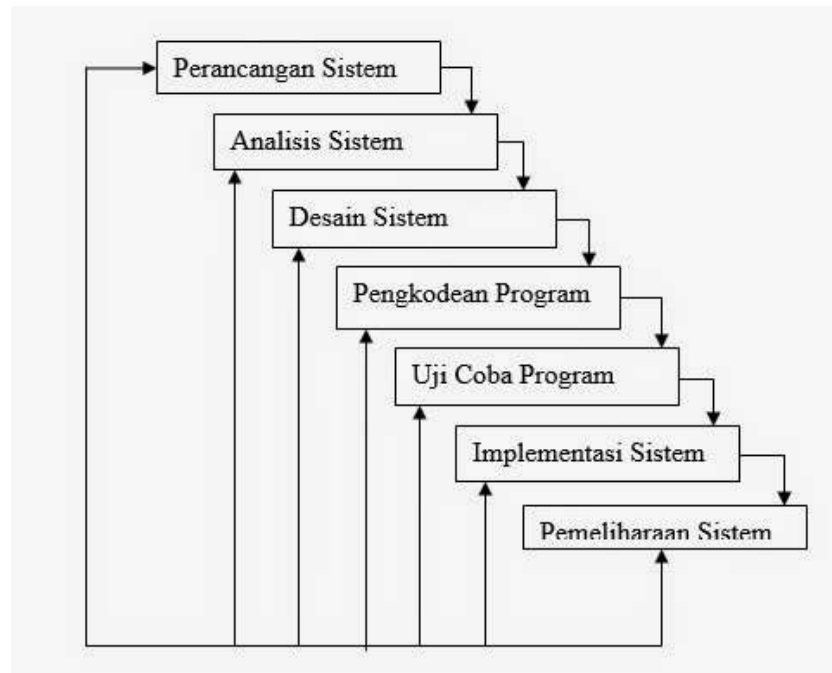 Perancangan Sistem
Analisis Sistem
Desain Sistem
Pengkodean Program
Uji Coba Program
Implementasi Sistem
Pemeliharaan Sistem